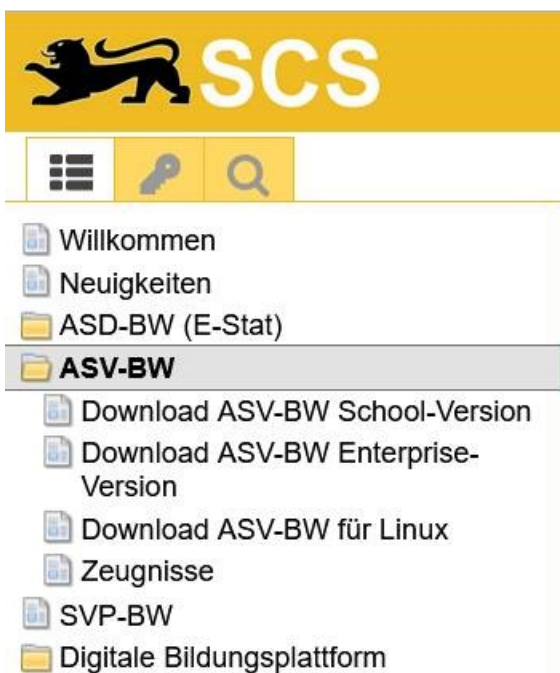 SCS
Willkommen
Neuigkeiten
ASD-BW (E-Stat)
ASV-BW
Download ASV-BW School-Version
Download ASV-BW Enterprise-
Version
Download ASV-BW für Linux
Zeugnisse
SVP-BW
Digitale Bildungsplattform